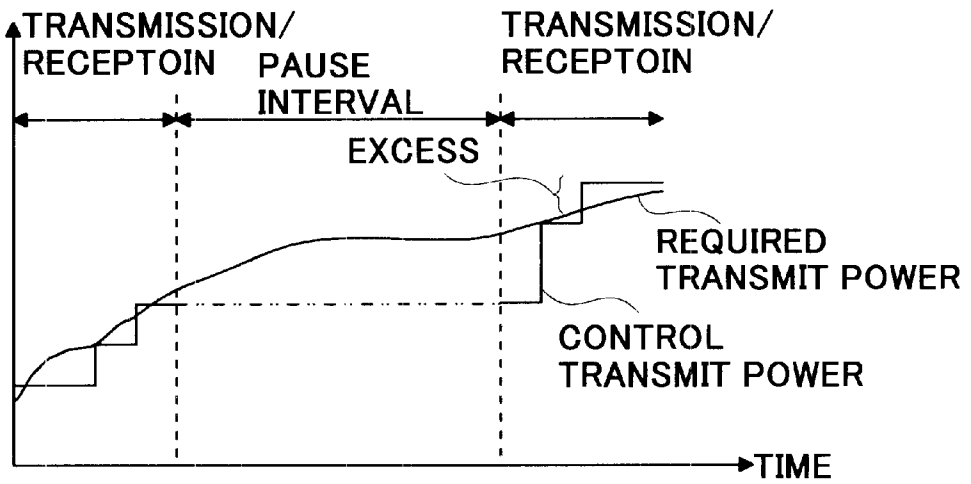 TRANSMISSION/
RECEPTOIN
PAUSE
INTERVAL
TRANSMISSION/
RECEPTOIN
EXCESS
REQUIRED
TRANSMIT POWER
CONTROL
TRANSMIT POWER
TIME